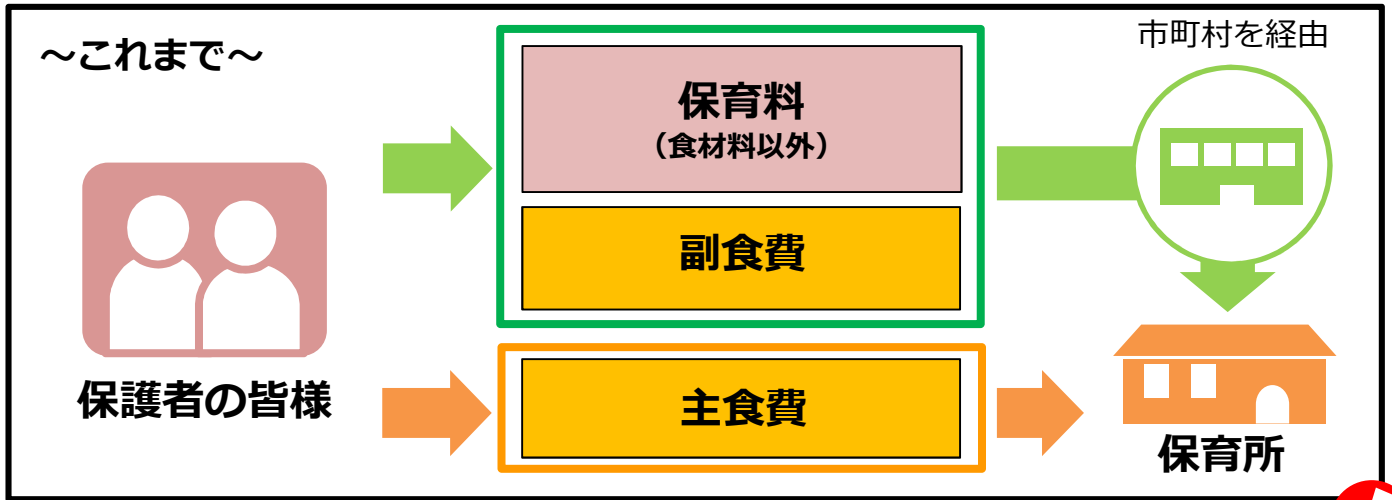 ～これまで～
市町村を経由
保育料
（食材料以外）
副食費
保護者の皆様
主食費
保育所